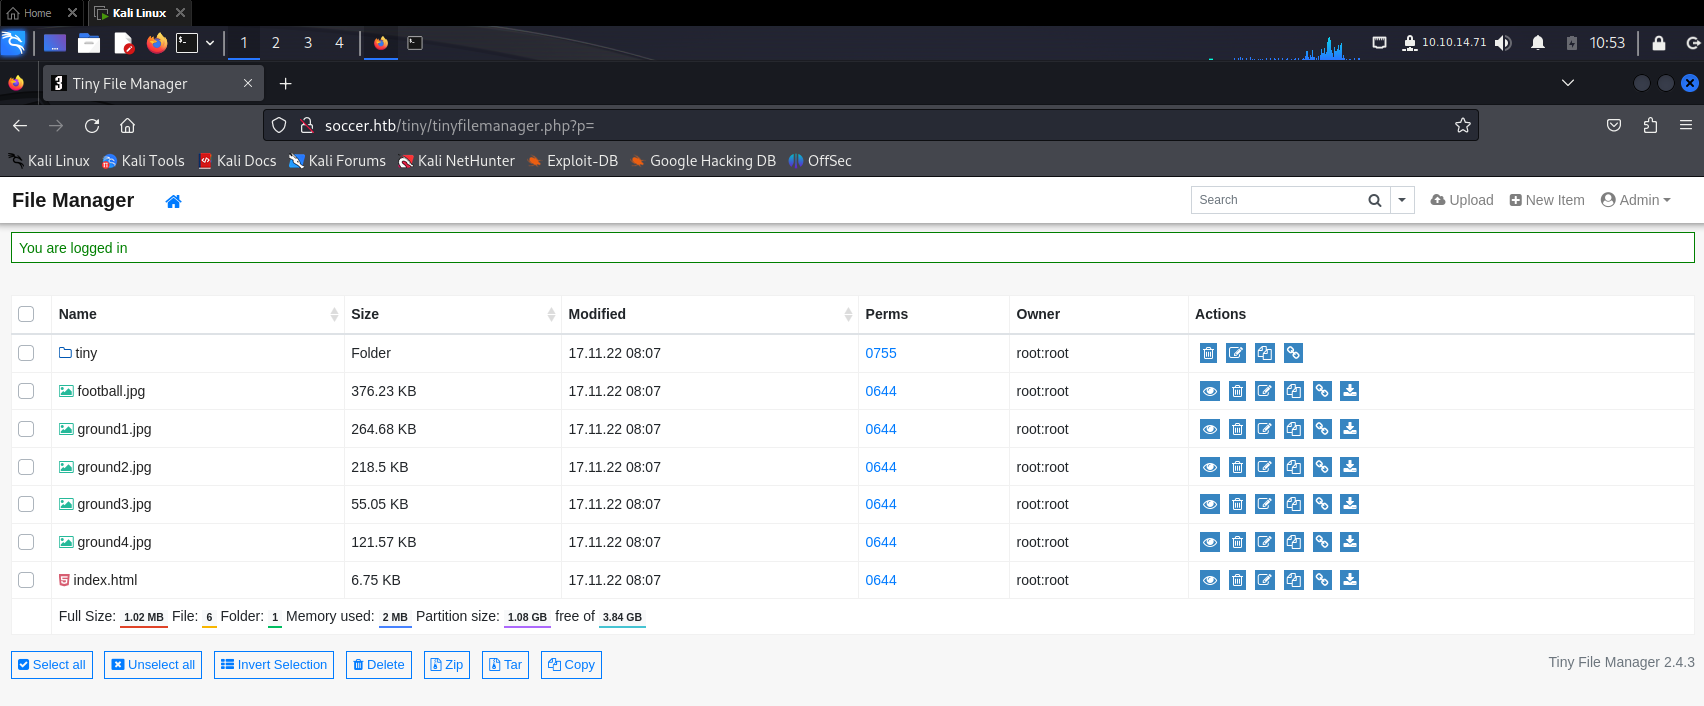 Home Kali Linux
1 2 3 4 10.10.14.71 10:53
Tiny File Manager
soccer.htb/tiny/tinyfilemanager.php?p=
Kali Linux Kali Tools Kali Docs Kali Forums Kali NetHunter Exploit-DB Google Hacking DB OffSec
File Manager Search Upload New Item Admin
You are logged in
Name Size Modified Perms Owner Actions
tiny Folder 17.11.22 08:07 0755 root:root
football.jpg 376.23 KB 17.11.22 08:07 0644 root:root
ground1.jpg 264.68 KB 17.11.22 08:07 0644 root:root
ground2.jpg 218.5 KB 17.11.22 08:07 0644 root:root
ground3.jpg 55.05 KB 17.11.22 08:07 0644 root:root
ground4.jpg 121.57 KB 17.11.22 08:07 0644 root:root
index.html 6.75 KB 17.11.22 08:07 0644 root:root
Full Size: 1.02 MB File: 6 Folder: 1 Memory used: 2 MB Partition size: 1.08 GB free of 3.84 GB
Select all Unselect all Invert Selection Delete Zip Tar Copy Tiny File Manager 2.4.3